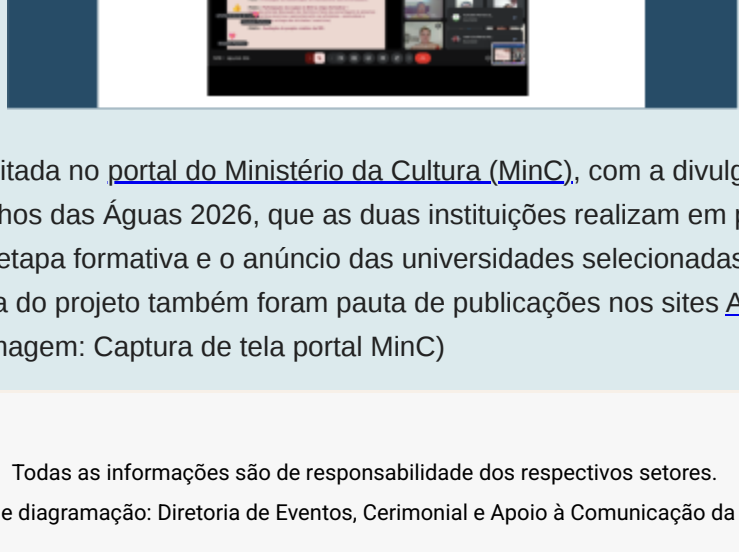 itada no portal do Ministério da Cultura (MinC), com a divulg
hos das Águas 2026, que as duas instituições realizam em p
etapa formativa e o anúncio das universidades selecionadas
a do projeto também foram pauta de publicações nos sites A
nagem: Captura de tela portal MinC)
Todas as informações são de responsabilidade dos respectivos setores.
e diagramação: Diretoria de Eventos, Cerimonial e Apoio à Comunicação da